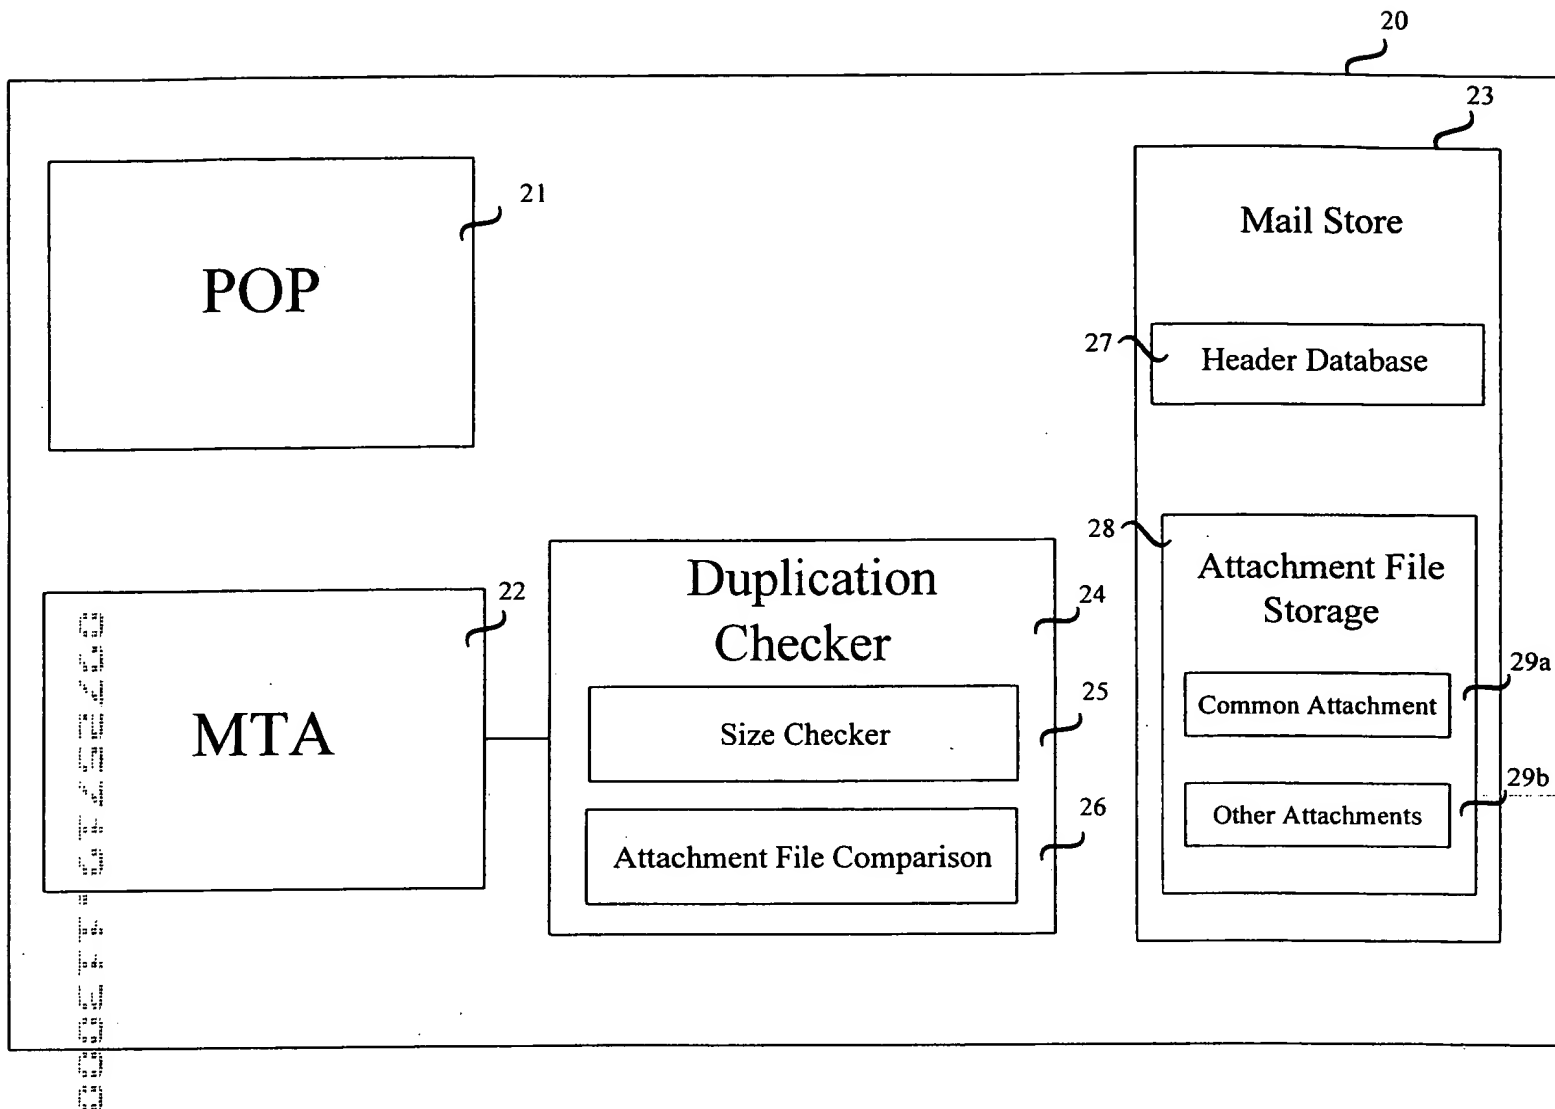 20
23
21
POP
Mail Store
27
Header Database
28
Attachment File
Storage
22
MTA
Duplication
Checker
24
Size Checker
25
Attachment File Comparison
26
29a
Common Attachment
29b
Other Attachments